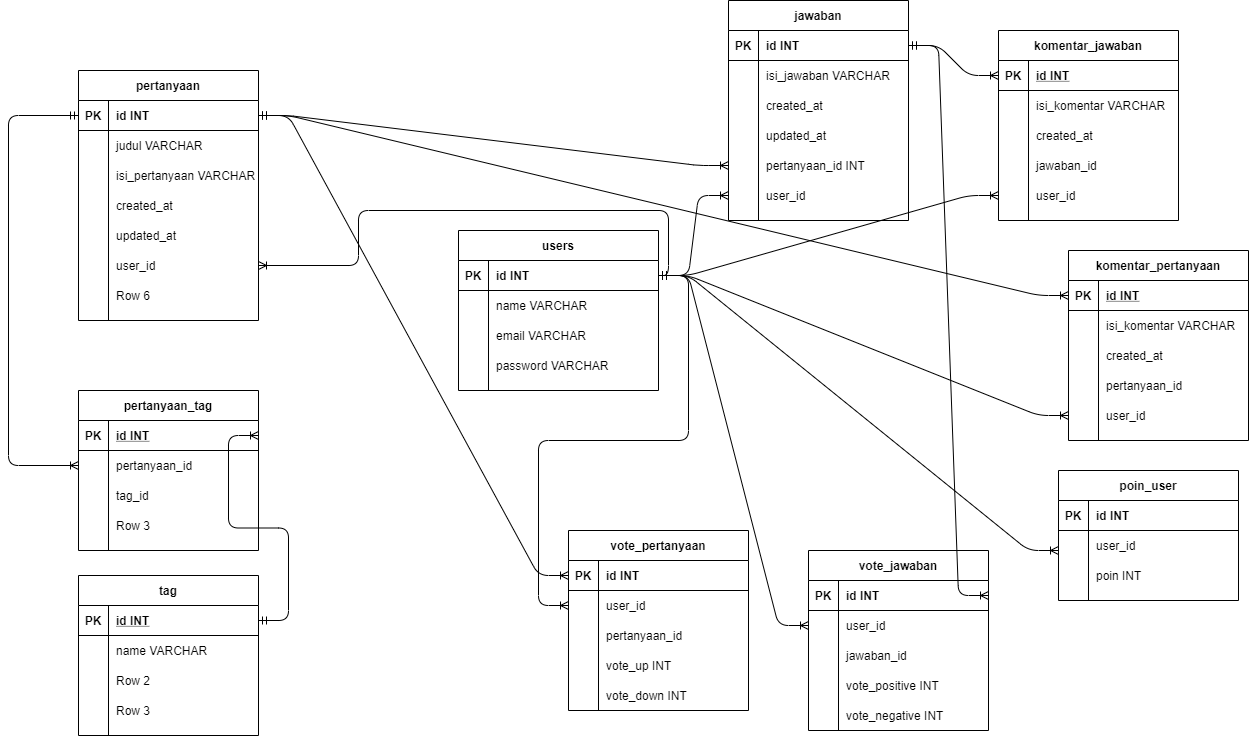 pertanyaan
PK id INT
judul VARCHAR
isi_pertanyaan VARCHAR
created_at
updated_at
user_id
Row 6
pertanyaan_tag
PK id INT
pertanyaan_id
tag_id
Row 3
tag
PK id INT
name VARCHAR
Row 2
Row 3
users
PK id INT
name VARCHAR
email VARCHAR
password VARCHAR
jawaban
PK id INT
isi_jawaban VARCHAR
created_at
updated_at
pertanyaan_id INT
user_id
komentar_jawaban
PK id INT
isi_komentar VARCHAR
created_at
jawaban_id
user_id
komentar_pertanyaan
PK id INT
isi_komentar VARCHAR
created_at
pertanyaan_id
user_id
poin_user
PK id INT
user_id
poin INT
vote_pertanyaan
PK id INT
user_id
pertanyaan_id
vote_up INT
vote_down INT
vote_jawaban
PK id INT
user_id
jawaban_id
vote_positive INT
vote_negative INT